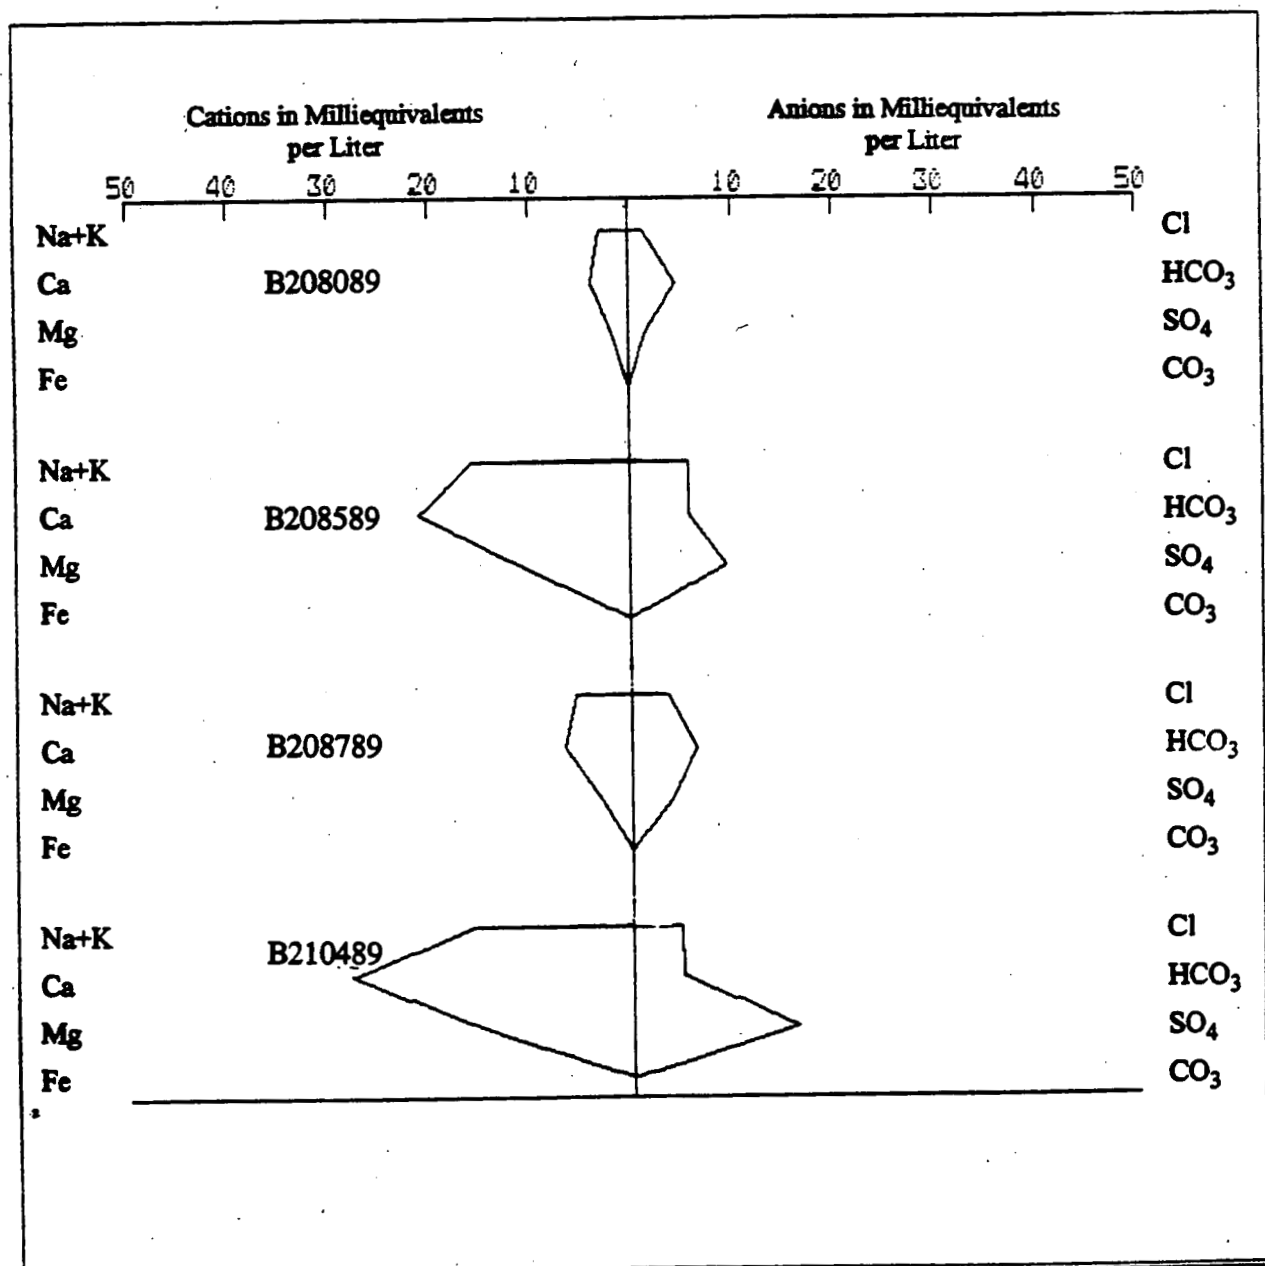 Cations in Milliequivalents
per Liter
Anions in Milliequivalents
per Liter
50 40 30 20 10 10 20 30 40 50
Na+K Cl
Ca B208089 HCO3
Mg SO4
Fe CO3
Na+K Cl
Ca B208589 HCO3
Mg SO4
Fe CO3
Na+K Cl
Ca B208789 HCO3
Mg SO4
Fe CO3
Na+K Cl
B210489
Ca HCO3
Mg SO4
Fe CO3